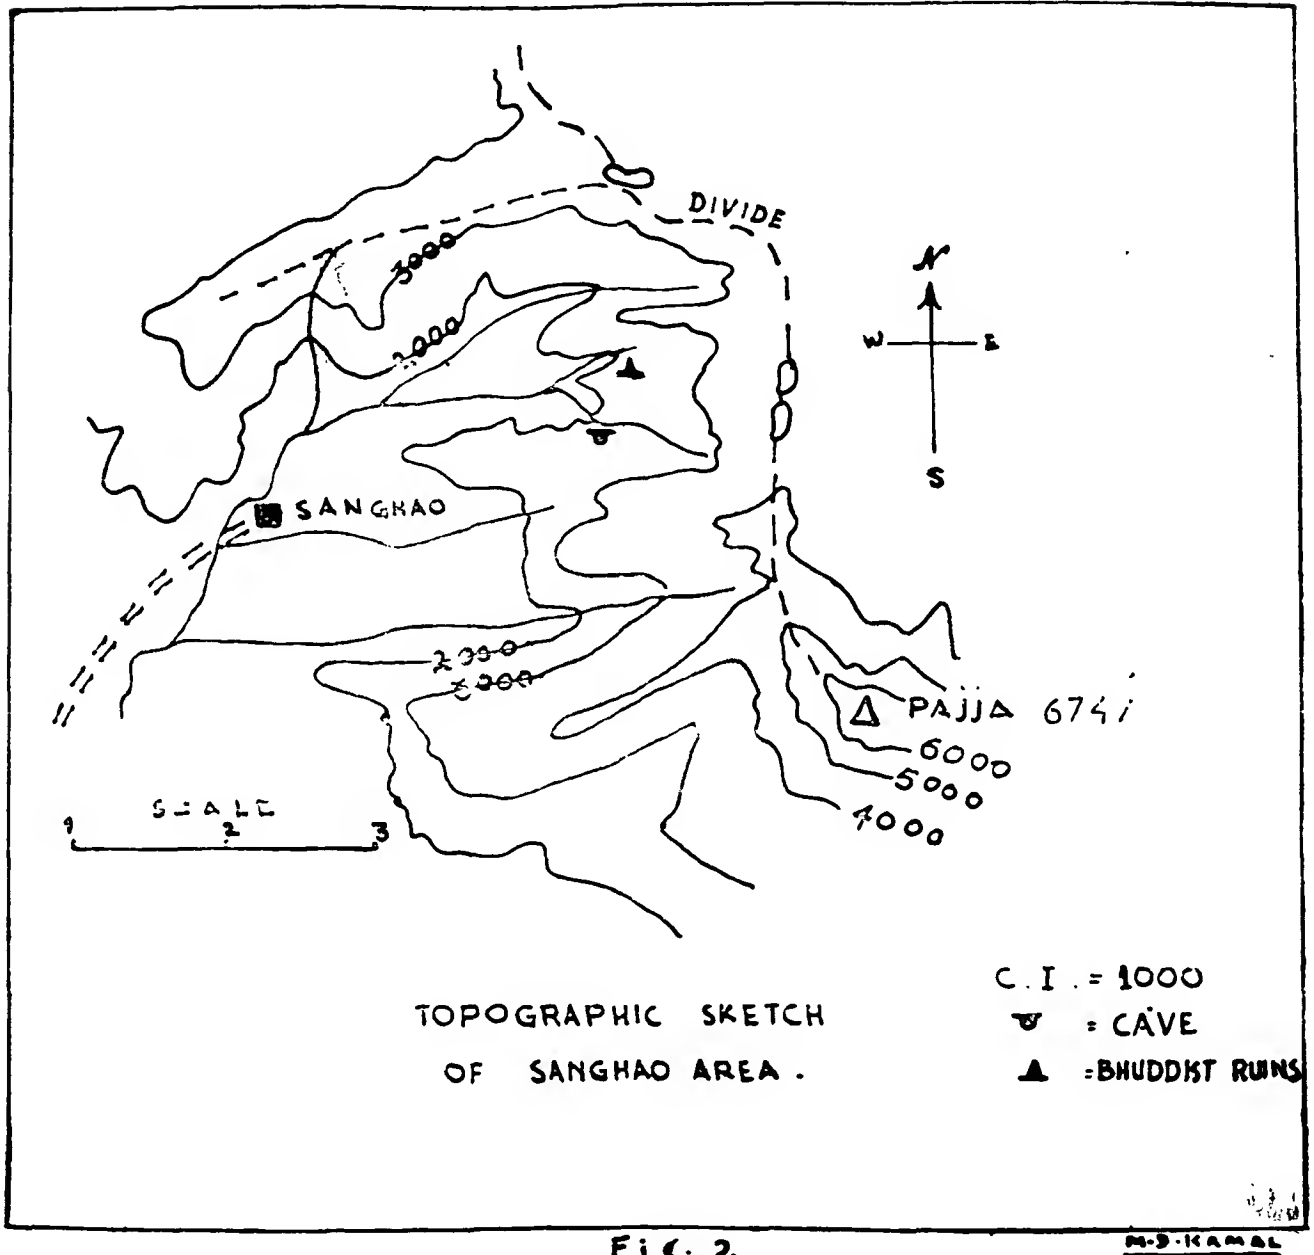 DIVIDE
3000
2000
N
W E
S
SANGHAO
2000
3000
PAJJA 6741
6000
5000
4000
SCALE
1 2 3
C.I. = 1000
TOPOGRAPHIC SKETCH
= CAVE
OF SANGHAO AREA.
= BHUDDIST RUINS
FiG. 2
M.D.KAMAL